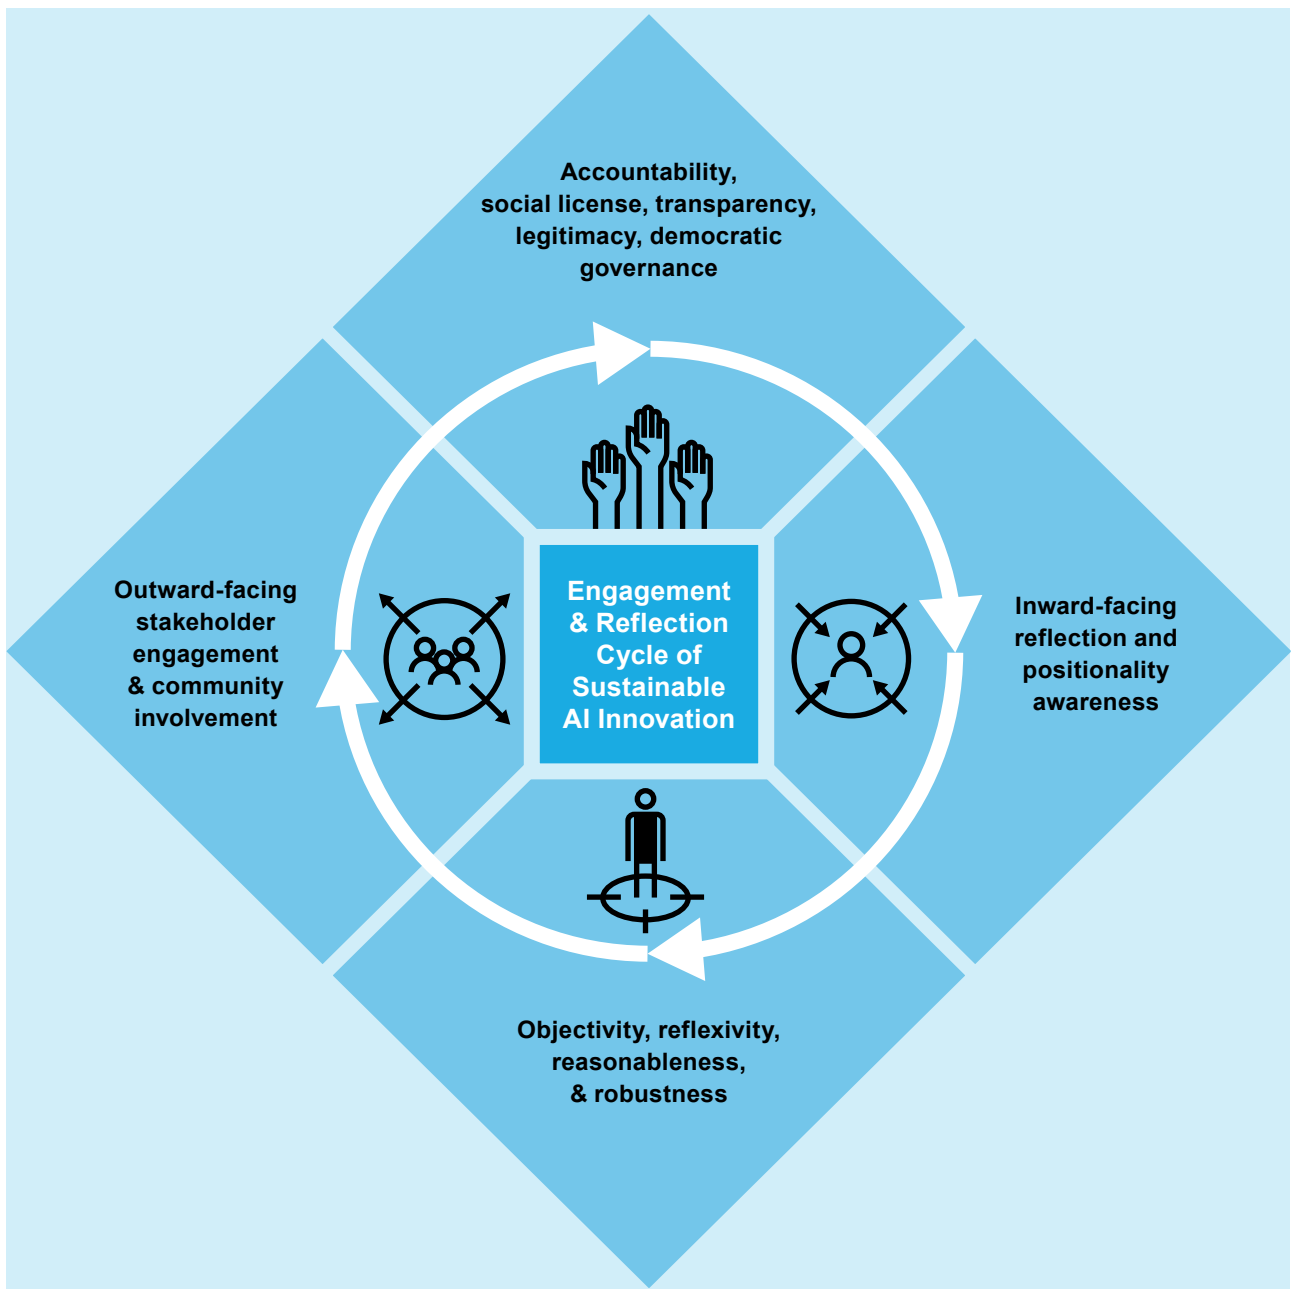 Accountability,
social license, transparency,
legitimacy, democratic
governance
Outward-facing
stakeholder
engagement
& community
involvement
Engagement
& Reflection
Cycle of
Sustainable
AI Innovation
Inward-facing
reflection and
positionality
awareness
Objectivity, reflexivity,
reasonableness,
& robustness